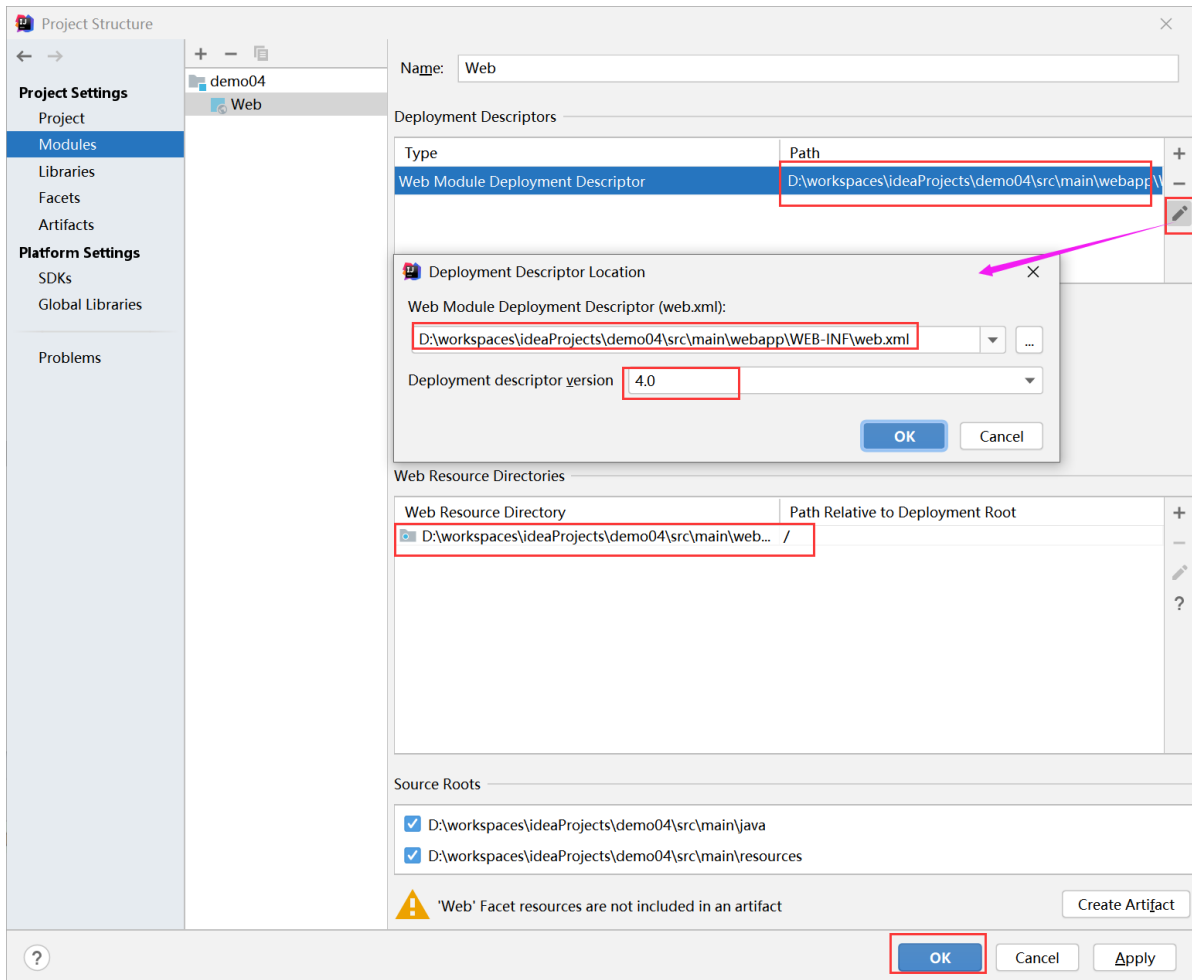 Project Structure
Project Settings
Project
Modules
Libraries
Facets
Artifacts
Platform Settings
SDKs
Global Libraries
Problems
demo04
Web
Name: Web
Deployment Descriptors
Type Path
Web Module Deployment Descriptor D:\workspaces\ideaProjects\demo04\src\main\webapp\
Deployment Descriptor Location
Web Module Deployment Descriptor (web.xml):
D:\workspaces\ideaProjects\demo04\src\main\webapp\WEB-INF\web.xml ...
Deployment descriptor version 4.0
OK Cancel
Web Resource Directories
Web Resource Directory Path Relative to Deployment Root
D:\workspaces\ideaProjects\demo04\src\main\web... /
?
Source Roots
D:\workspaces\ideaProjects\demo04\src\main\java
D:\workspaces\ideaProjects\demo04\src\main\resources
'Web' Facet resources are not included in an artifact Create Artifact
? OK Cancel Apply